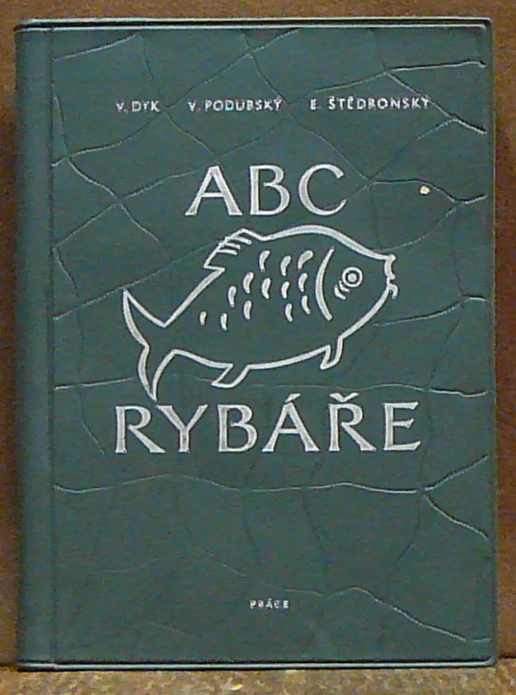 V. DYK V. PODUBSKÝ E. ŠTĚDRONSKÝ
ABC
RYBÁŘE
PRÁCE